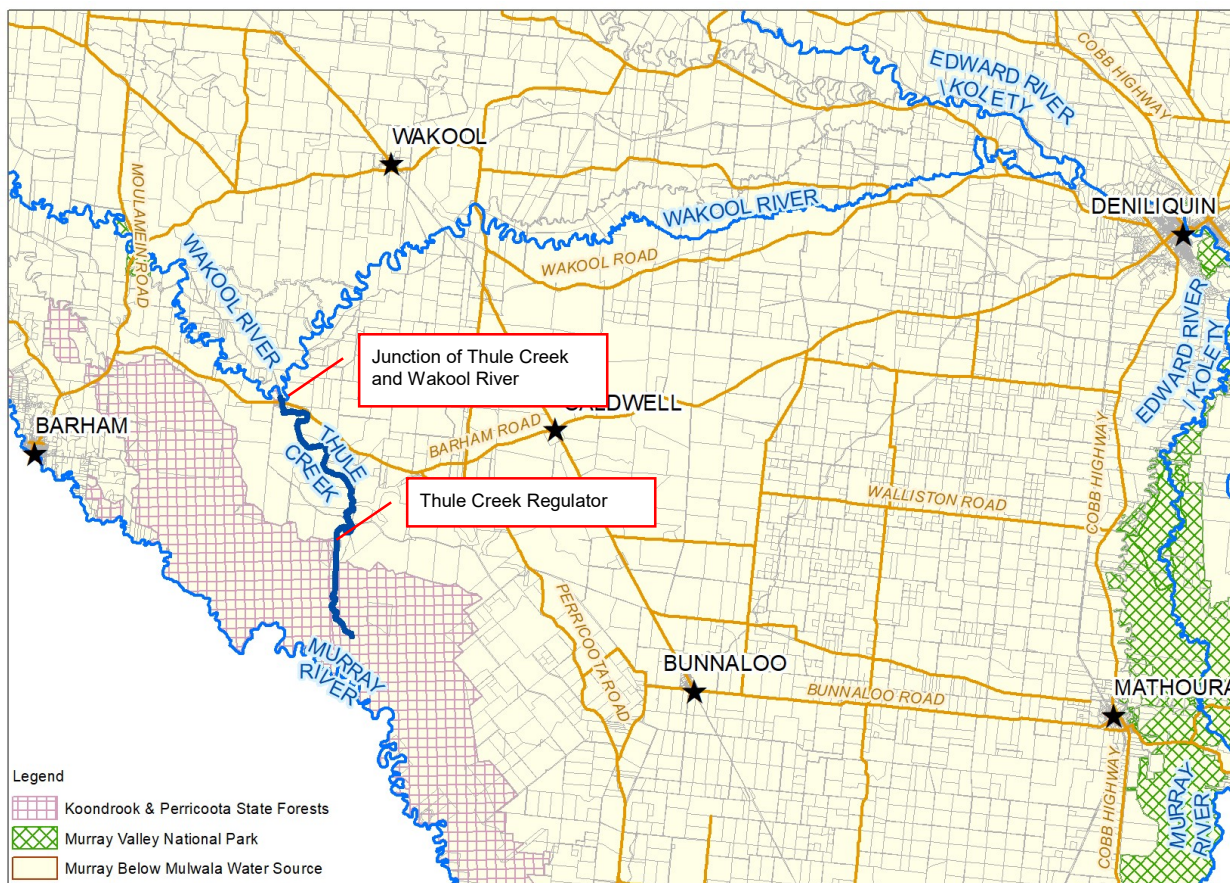 COBB HIGHWAY
EDWARD RIVER
/ KOLETY
WAKOOL
MOULAMEIN ROAD
WAKOOL RIVER
DENILIQUIN
WAKOOL ROAD
WAKOOL RIVER
EDWARD RIVER
/ KOLETY
Junction of Thule Creek
and Wakool River
CALDWELL
BARHAM
BARHAM ROAD
THULE
CREEK
Thule Creek Regulator
WALLISTON ROAD
COBB HIGHWAY
PERRICOOTA ROAD
MURRAY
RIVER
BUNNALOO
BUNNALOO ROAD
MATHOURA
COBB HIGHWAY
MURRAY
RIVER
Legend
Koondrook & Perricoota State Forests
Murray Valley National Park
Murray Below Mulwala Water Source